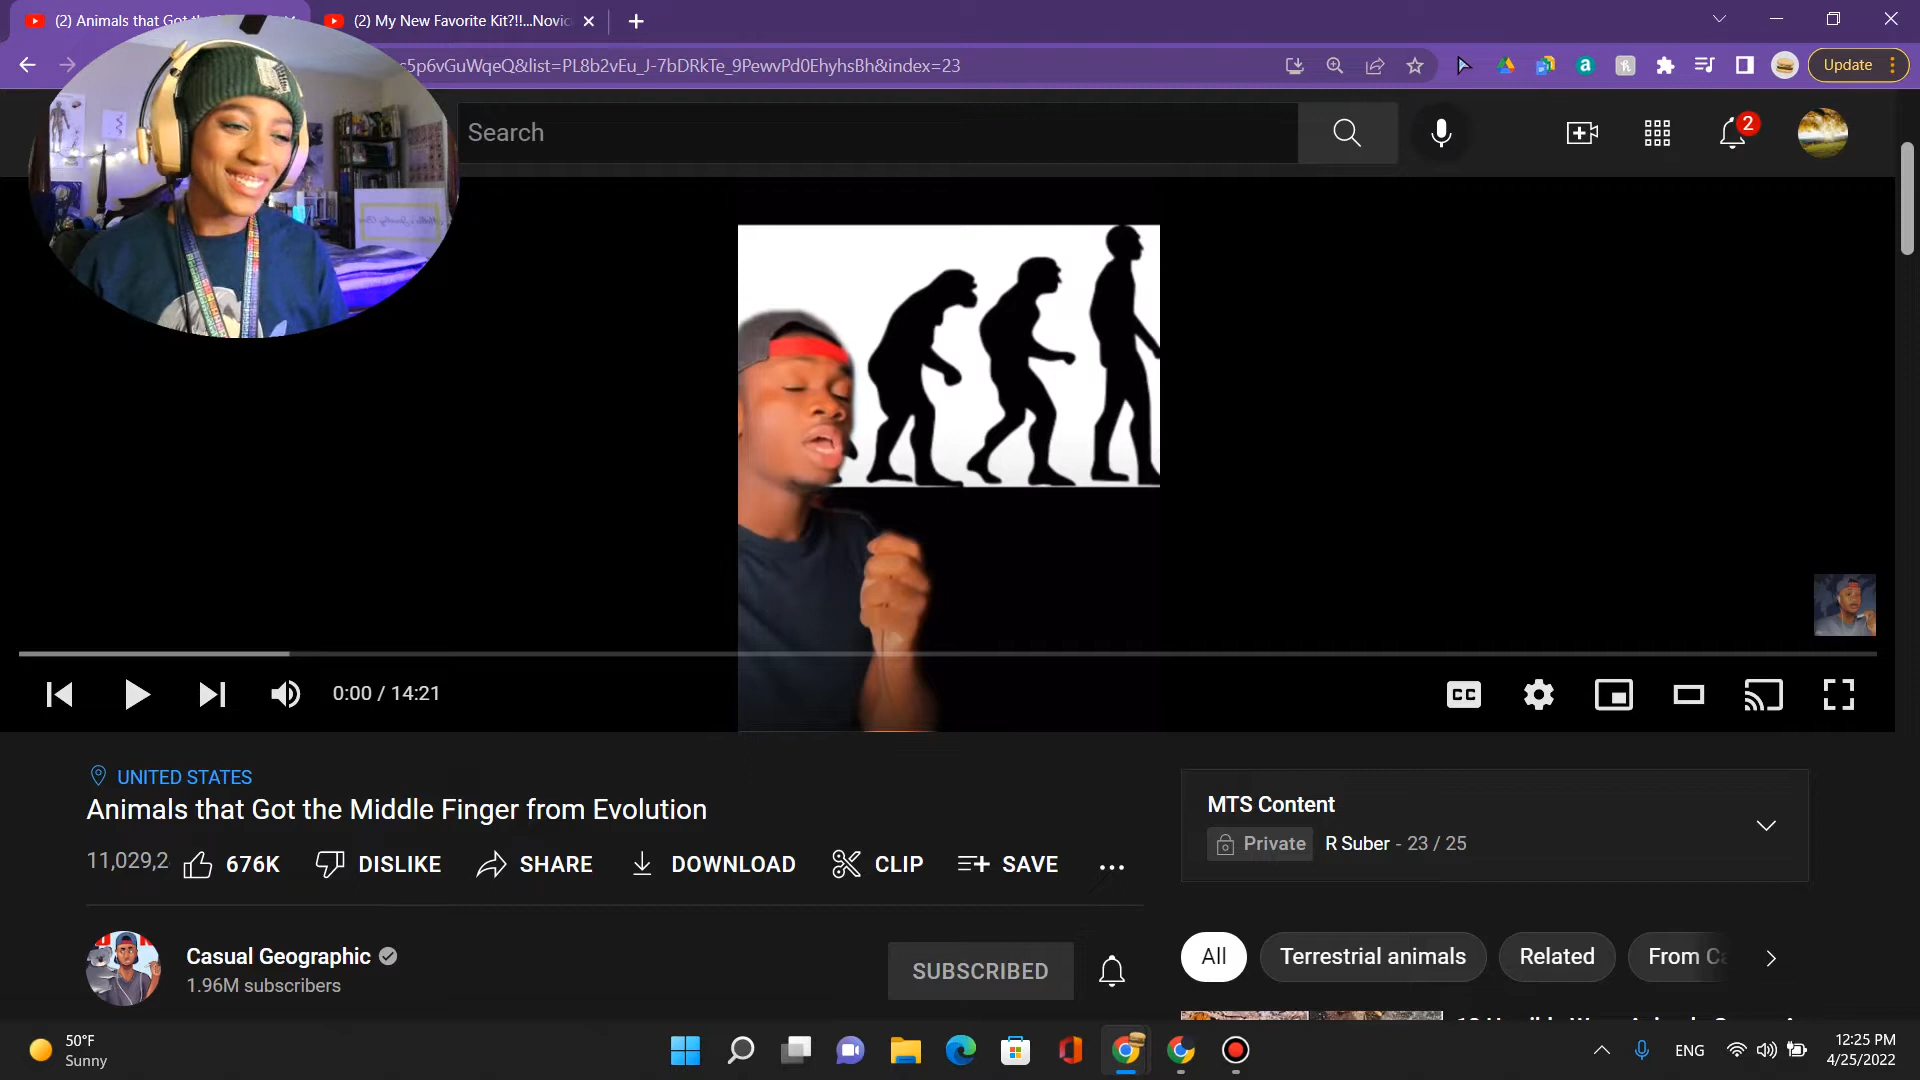 (2) Animals that Got
(2) My New Favorite Kit?!!...Novic
c5p6vGuWqeQ&list=PL8b2vEu_J-7bDRkTe_9PewvPd0EhyhsBh&index=23
Update
Search
2
0:00 / 14:21
CC
UNITED STATES
Animals that Got the Middle Finger from Evolution
11,029,2
676K
DISLIKE
SHARE
DOWNLOAD
CLIP
SAVE
MTS Content
Private
R Suber - 23 / 25
Casual Geographic
1.96M subscribers
SUBSCRIBED
All
Terrestrial animals
Related
From Ca
50°F
Sunny
ENG
12:25 PM
4/25/2022